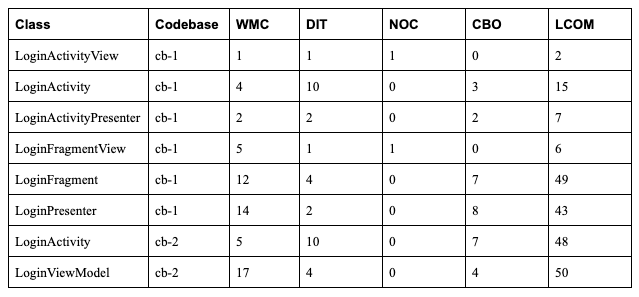 Class Codebase WMC DIT NOC CBO LCOM
LoginActivityView cb-1 1 1 1 0 2
LoginActivity cb-1 4 10 0 3 15
LoginActivityPresenter cb-1 2 2 0 2 7
LoginFragmentView cb-1 5 1 1 0 6
LoginFragment cb-1 12 4 0 7 49
LoginPresenter cb-1 14 2 0 8 43
LoginActivity cb-2 5 10 0 7 48
LoginViewModel cb-2 17 4 0 4 50